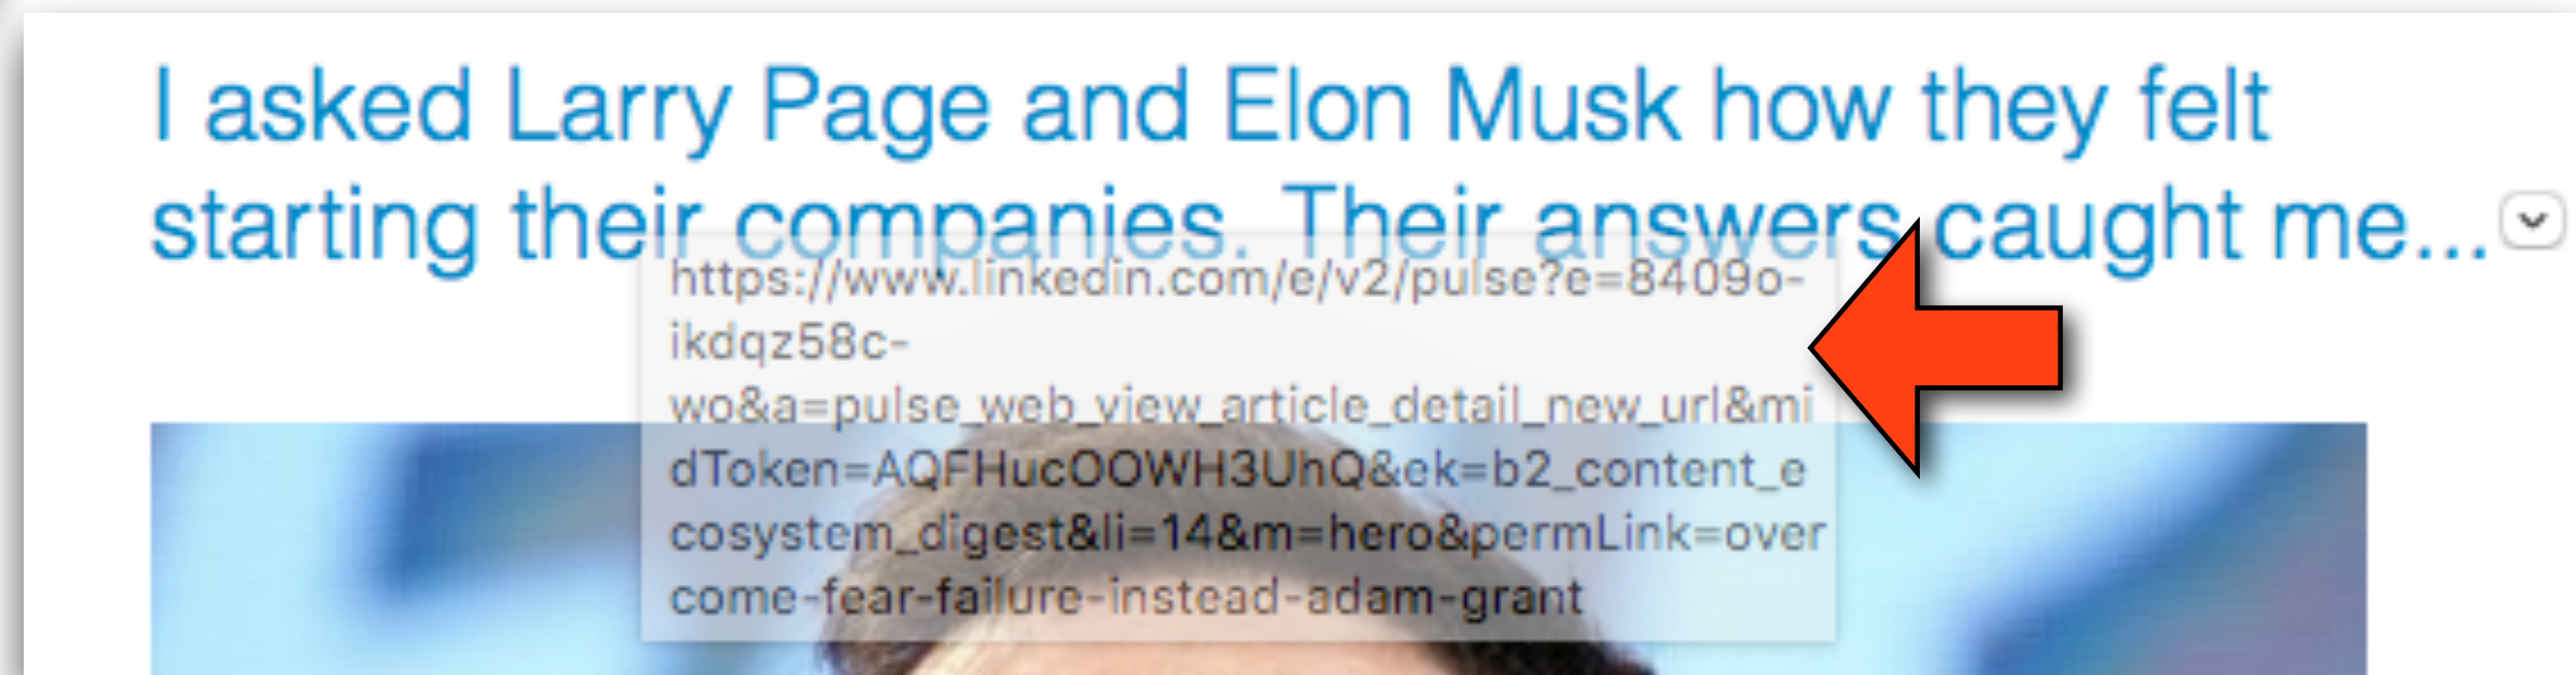 I asked Larry Page and Elon Musk how they felt
starting their companies. Their answers caught me...
https://www.linkedin.com/e/v2/pulse?e=8409o-
ikdqz58c-
wo&a=pulse_web_view_article_detail_new_url&mi
dToken=AQFHucOOWH3UhQ&ek=b2_content_e
cosystem_digest&li=14&m=hero&permLink=over
come-fear-failure-instead-adam-grant